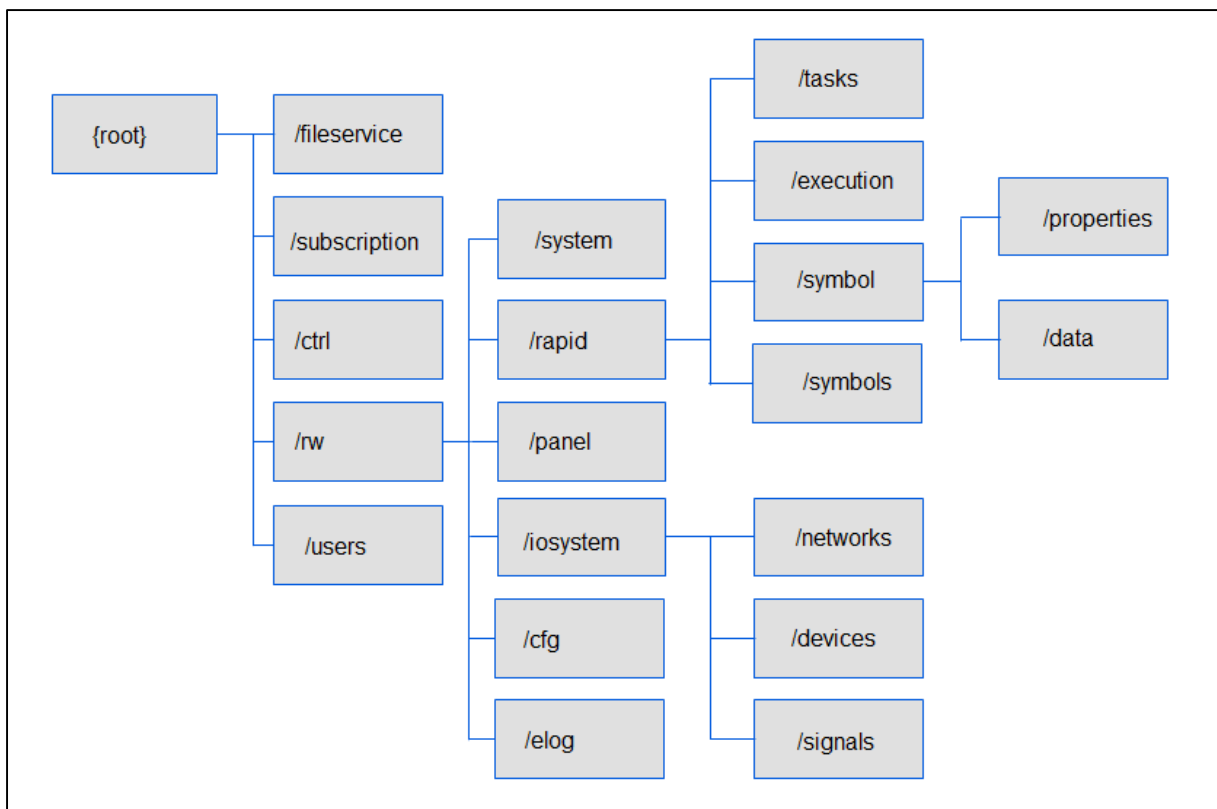 {root}
/fileservice
/subscription
/ctrl
/rw
/users
/system
/rapid
/panel
/iosystem
/cfg
/elog
/tasks
/execution
/symbol
/symbols
/networks
/devices
/signals
/properties
/data